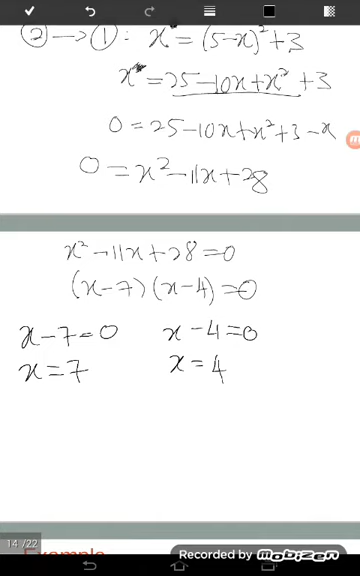 ② → ① : x = (5-x)² + 3
x = 25 - 10x + x² + 3
0 = 25 - 10x + x² + 3 - x
0 = x² - 11x + 28
x² - 11x + 28 = 0
(x - 7) (x - 4) = 0
x - 7 = 0 x - 4 = 0
x = 7 x = 4
14 / 22
Example
Recorded by Mobizen